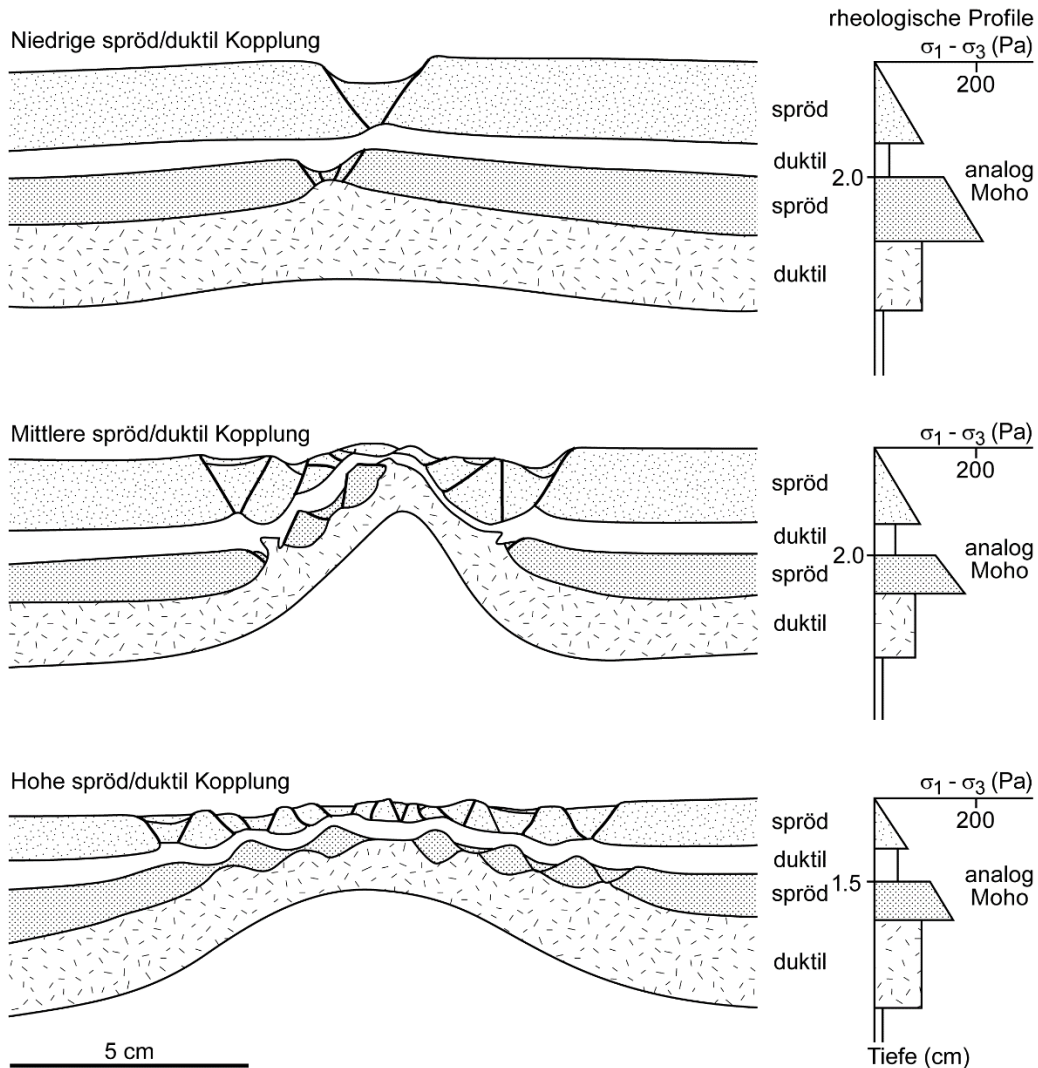 rheologische Profile
Niedrige spröd/duktil Kopplung
σ1 - σ3 (Pa)
200
spröd
duktil
2.0
analog
Moho
spröd
duktil
Mittlere spröd/duktil Kopplung
σ1 - σ3 (Pa)
200
spröd
duktil
2.0
analog
Moho
spröd
duktil
Hohe spröd/duktil Kopplung
σ1 - σ3 (Pa)
200
spröd
duktil
1.5
analog
Moho
spröd
duktil
5 cm
Tiefe (cm)